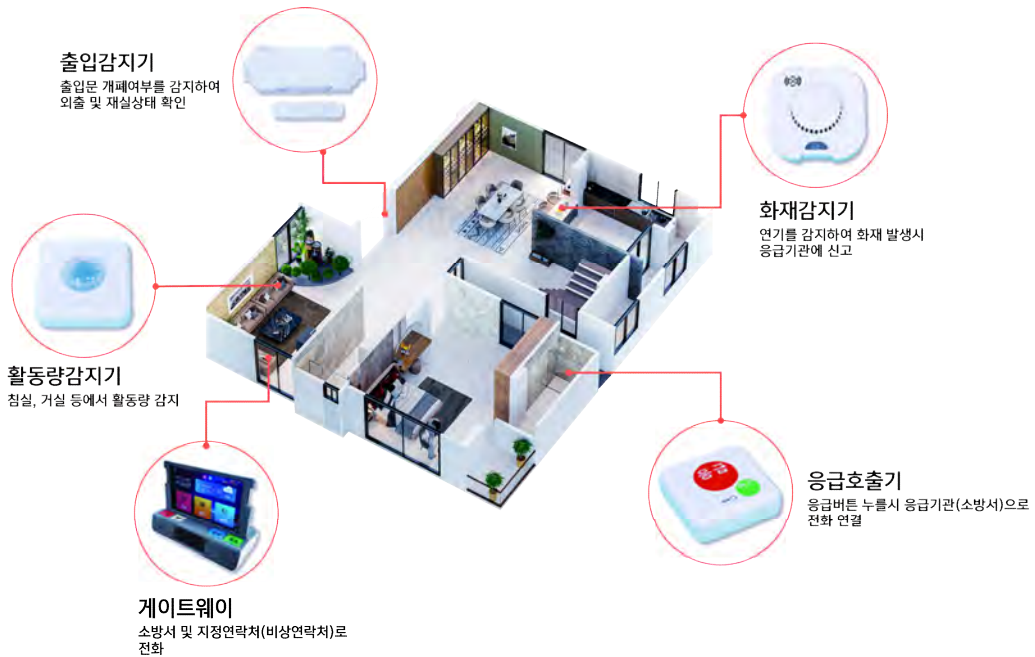 출입감지기
출입문 개폐여부를 감지하여
외출 및 재실상태 확인
화재감지기
연기를 감지하여 화재 발생시
응급기관에 신고
활동량감지기
침실, 거실 등에서 활동량 감지
응급호출기
응급버튼 누를시 응급기관(소방서)으로
전화 연결
게이트웨이
소방서 및 지정연락처(비상연락처)로
전화